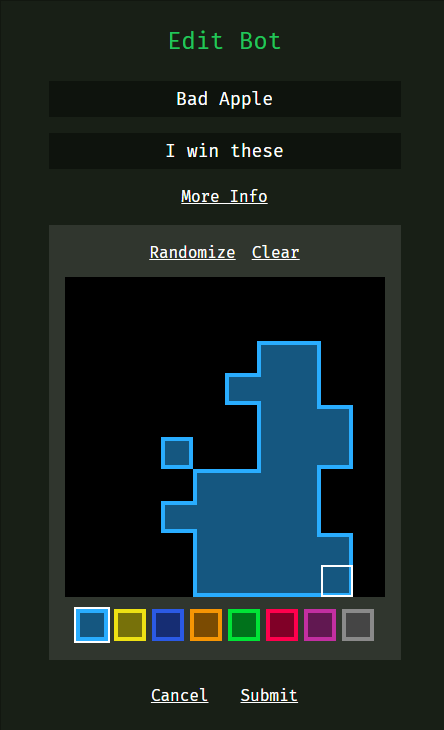 Edit Bot
Bad Apple
I win these
More Info
Randomize Clear
Cancel Submit